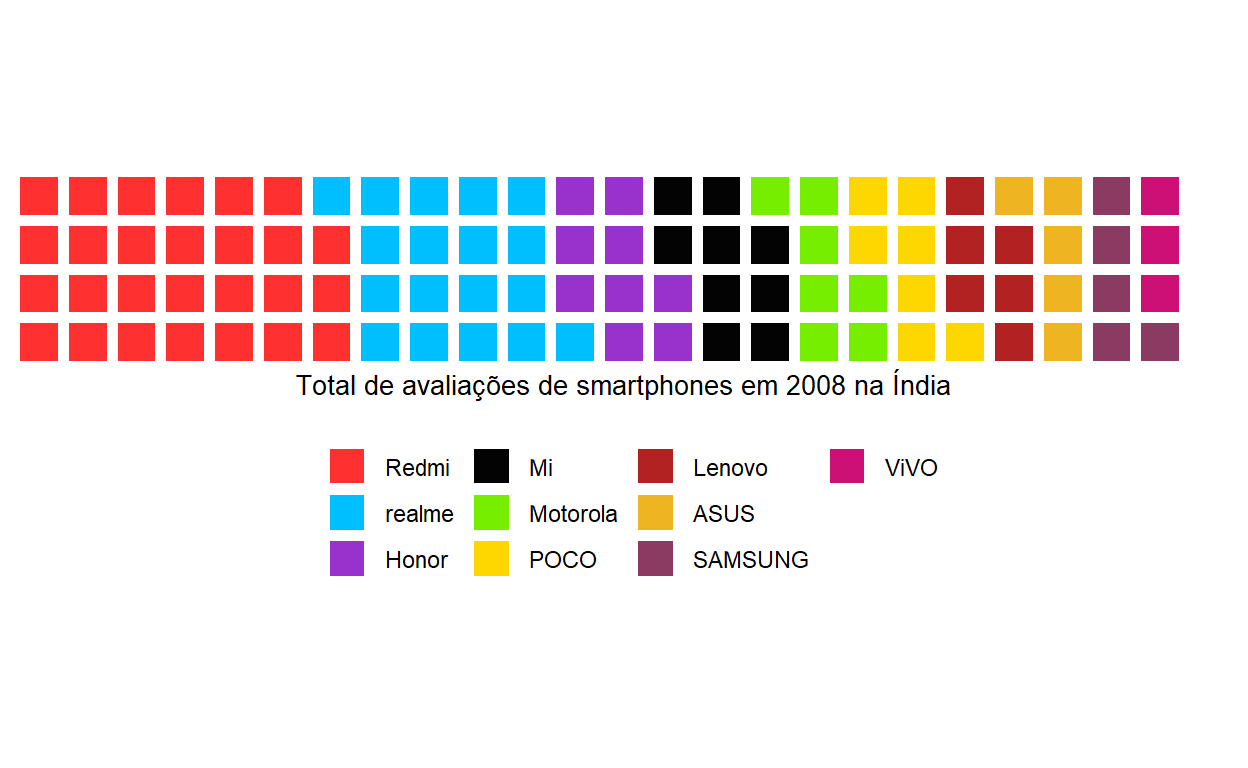 Total de avaliações de smartphones em 2008 na Índia
Redmi
Mi
Lenovo
ViVO
realme
Motorola
ASUS
Honor
POCO
SAMSUNG